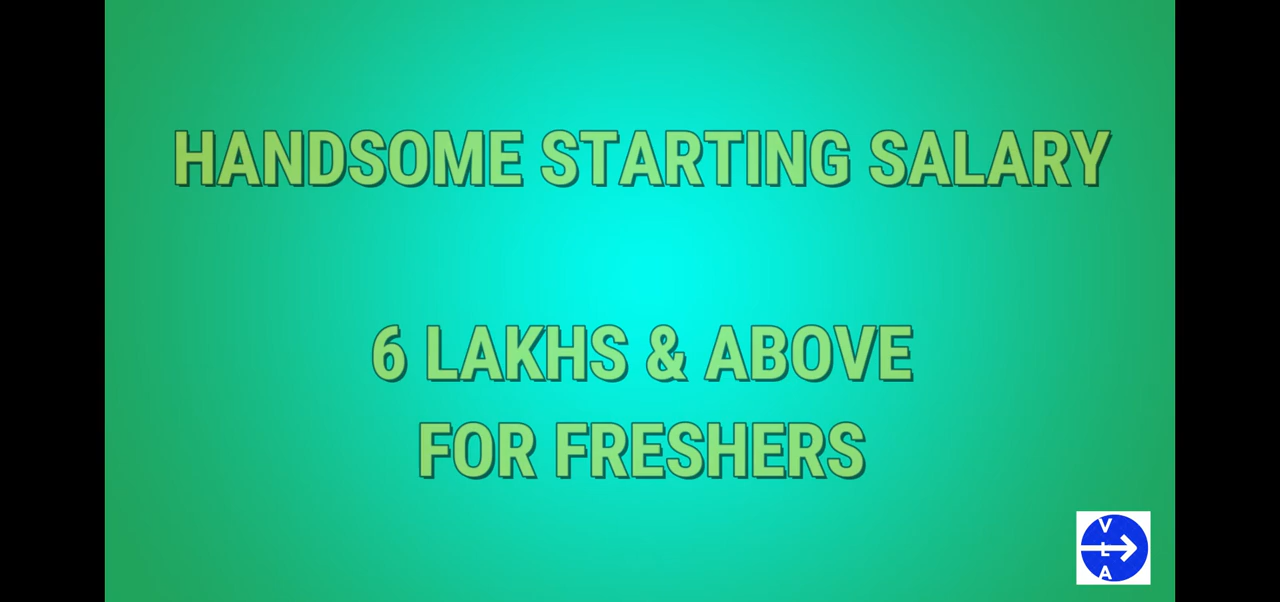 HANDSOME STARTING SALARY
6 LAKHS & ABOVE
FOR FRESHERS
V
L
A